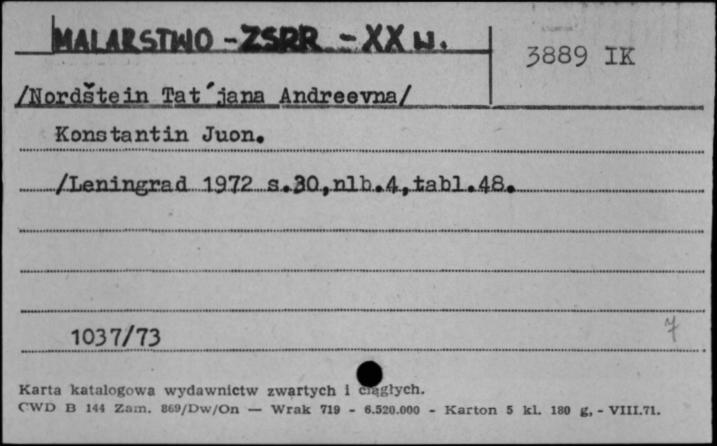 MALARSTWO - ZSRR - XX w.
3889 IK
/Nordštein Tat´jana Andreevna/
Konstantin Juon.
/Leningrad 1972 s.30,nlb.4,tabl.48.
1037/73
7
Karta katalogowa wydawnictw zwartych i ciągłych.
CWD B 144 Zam. 869/Dw/On — Wrak 719 - 6.520.000 - Karton 5 kl. 180 g. - VIII.71.